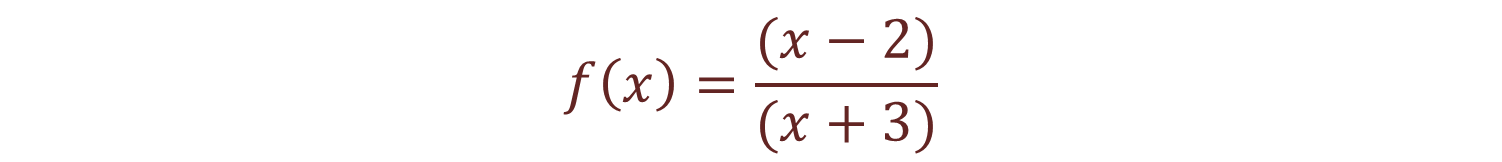 f(x) = (x − 2) / (x + 3)